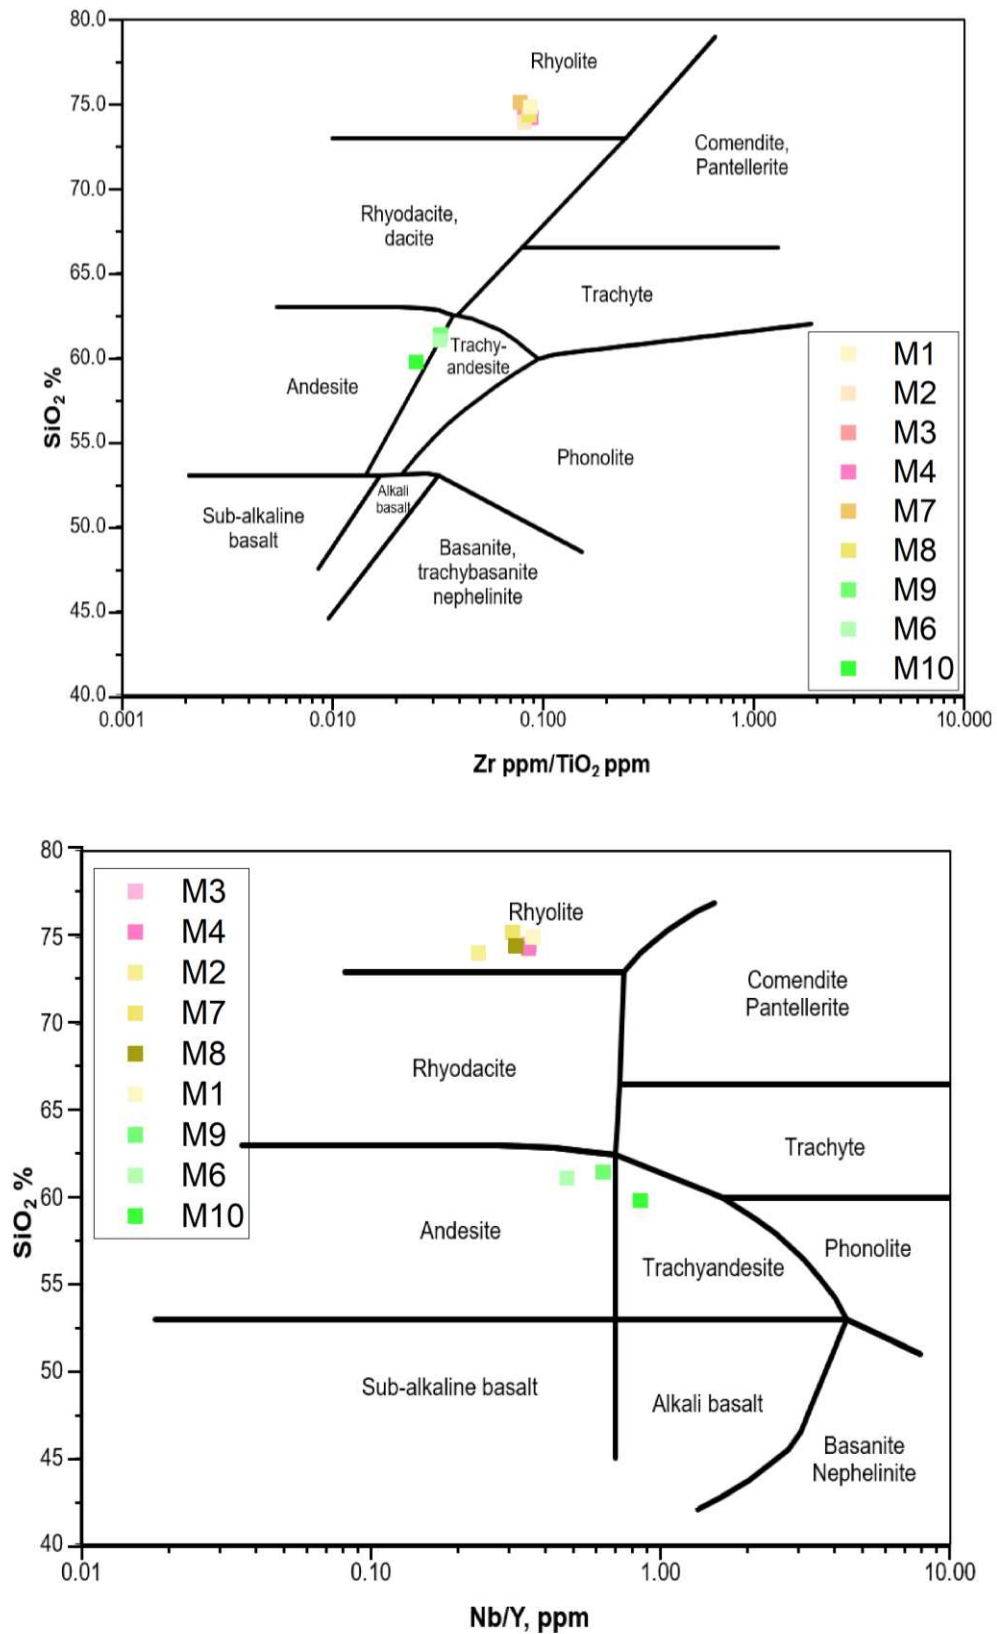 80.0
75.0
70.0
65.0
60.0
55.0
50.0
45.0
40.0
SiO₂ %
Rhyolite
Comendite,
Pantellerite
Rhyodacite,
dacite
Trachyte
Trachy-
andesite
Andesite
Phonolite
Alkali
basalt
Sub-alkaline
basalt
Basanite,
trachybasanite
nephelinite
M1
M2
M3
M4
M7
M8
M9
M6
M10
0.001
0.010
0.100
1.000
10.000
Zr ppm/TiO₂ ppm
80
75
70
65
60
55
50
45
40
SiO₂ %
M3
M4
M2
M7
M8
M1
M9
M6
M10
Rhyolite
Comendite
Pantellerite
Rhyodacite
Trachyte
Andesite
Phonolite
Trachyandesite
Sub-alkaline basalt
Alkali basalt
Basanite
Nephelinite
0.01
0.10
1.00
10.00
Nb/Y, ppm